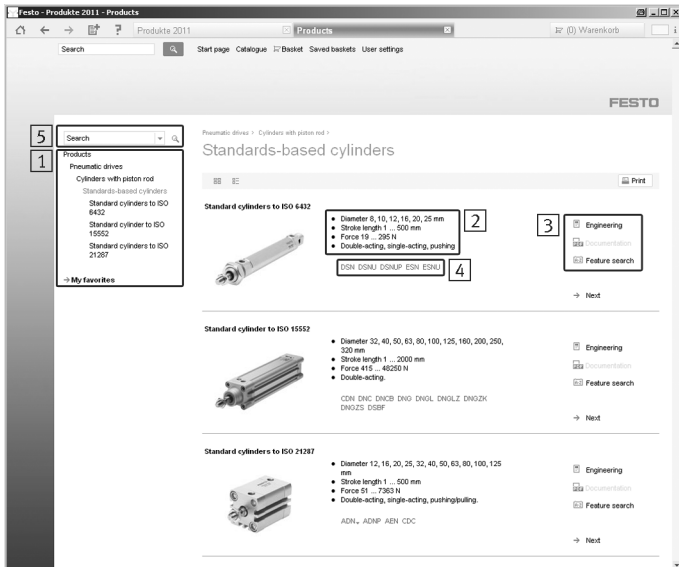 Festo - Produkte 2011 - Products
Produkte 2011
Products
(0) Warenkorb
i
Search
Start page Catalogue Basket Saved baskets User settings
FESTO
5
Search
1
Products
Pneumatic drives
Cylinders with piston rod
Standards-based cylinders
Standard cylinders to ISO
6432
Standard cylinder to ISO
15552
Standard cylinders to ISO
21287
→ My favorites
Pneumatic drives › Cylinders with piston rod ›
Standards-based cylinders
Print
Standard cylinders to ISO 6432
• Diameter 8, 10, 12, 16, 20, 25 mm
• Stroke length 1 ... 500 mm
• Force 19 ... 295 N
• Double-acting, single-acting, pushing
2
DSN DSNU DSNUP ESN ESNU
4
3
Engineering
Documentation
Feature search
→ Next
Standard cylinder to ISO 15552
• Diameter 32, 40, 50, 63, 80, 100, 125, 160, 200, 250,
320 mm
• Stroke length 1 ... 2000 mm
• Force 415 ... 48250 N
• Double-acting.
CDN DNC DNCB DNG DNGL DNGLZ DNGZK
DNGZS DSBF
Engineering
Documentation
Feature search
→ Next
Standard cylinders to ISO 21287
• Diameter 12, 16, 20, 25, 32, 40, 50, 63, 80, 100, 125
mm
• Stroke length 1 ... 500 mm
• Force 51 ... 7363 N
• Double-acting, single-acting, pushing/pulling.
ADN, ADNP AEN CDC
Engineering
Documentation
Feature search
→ Next